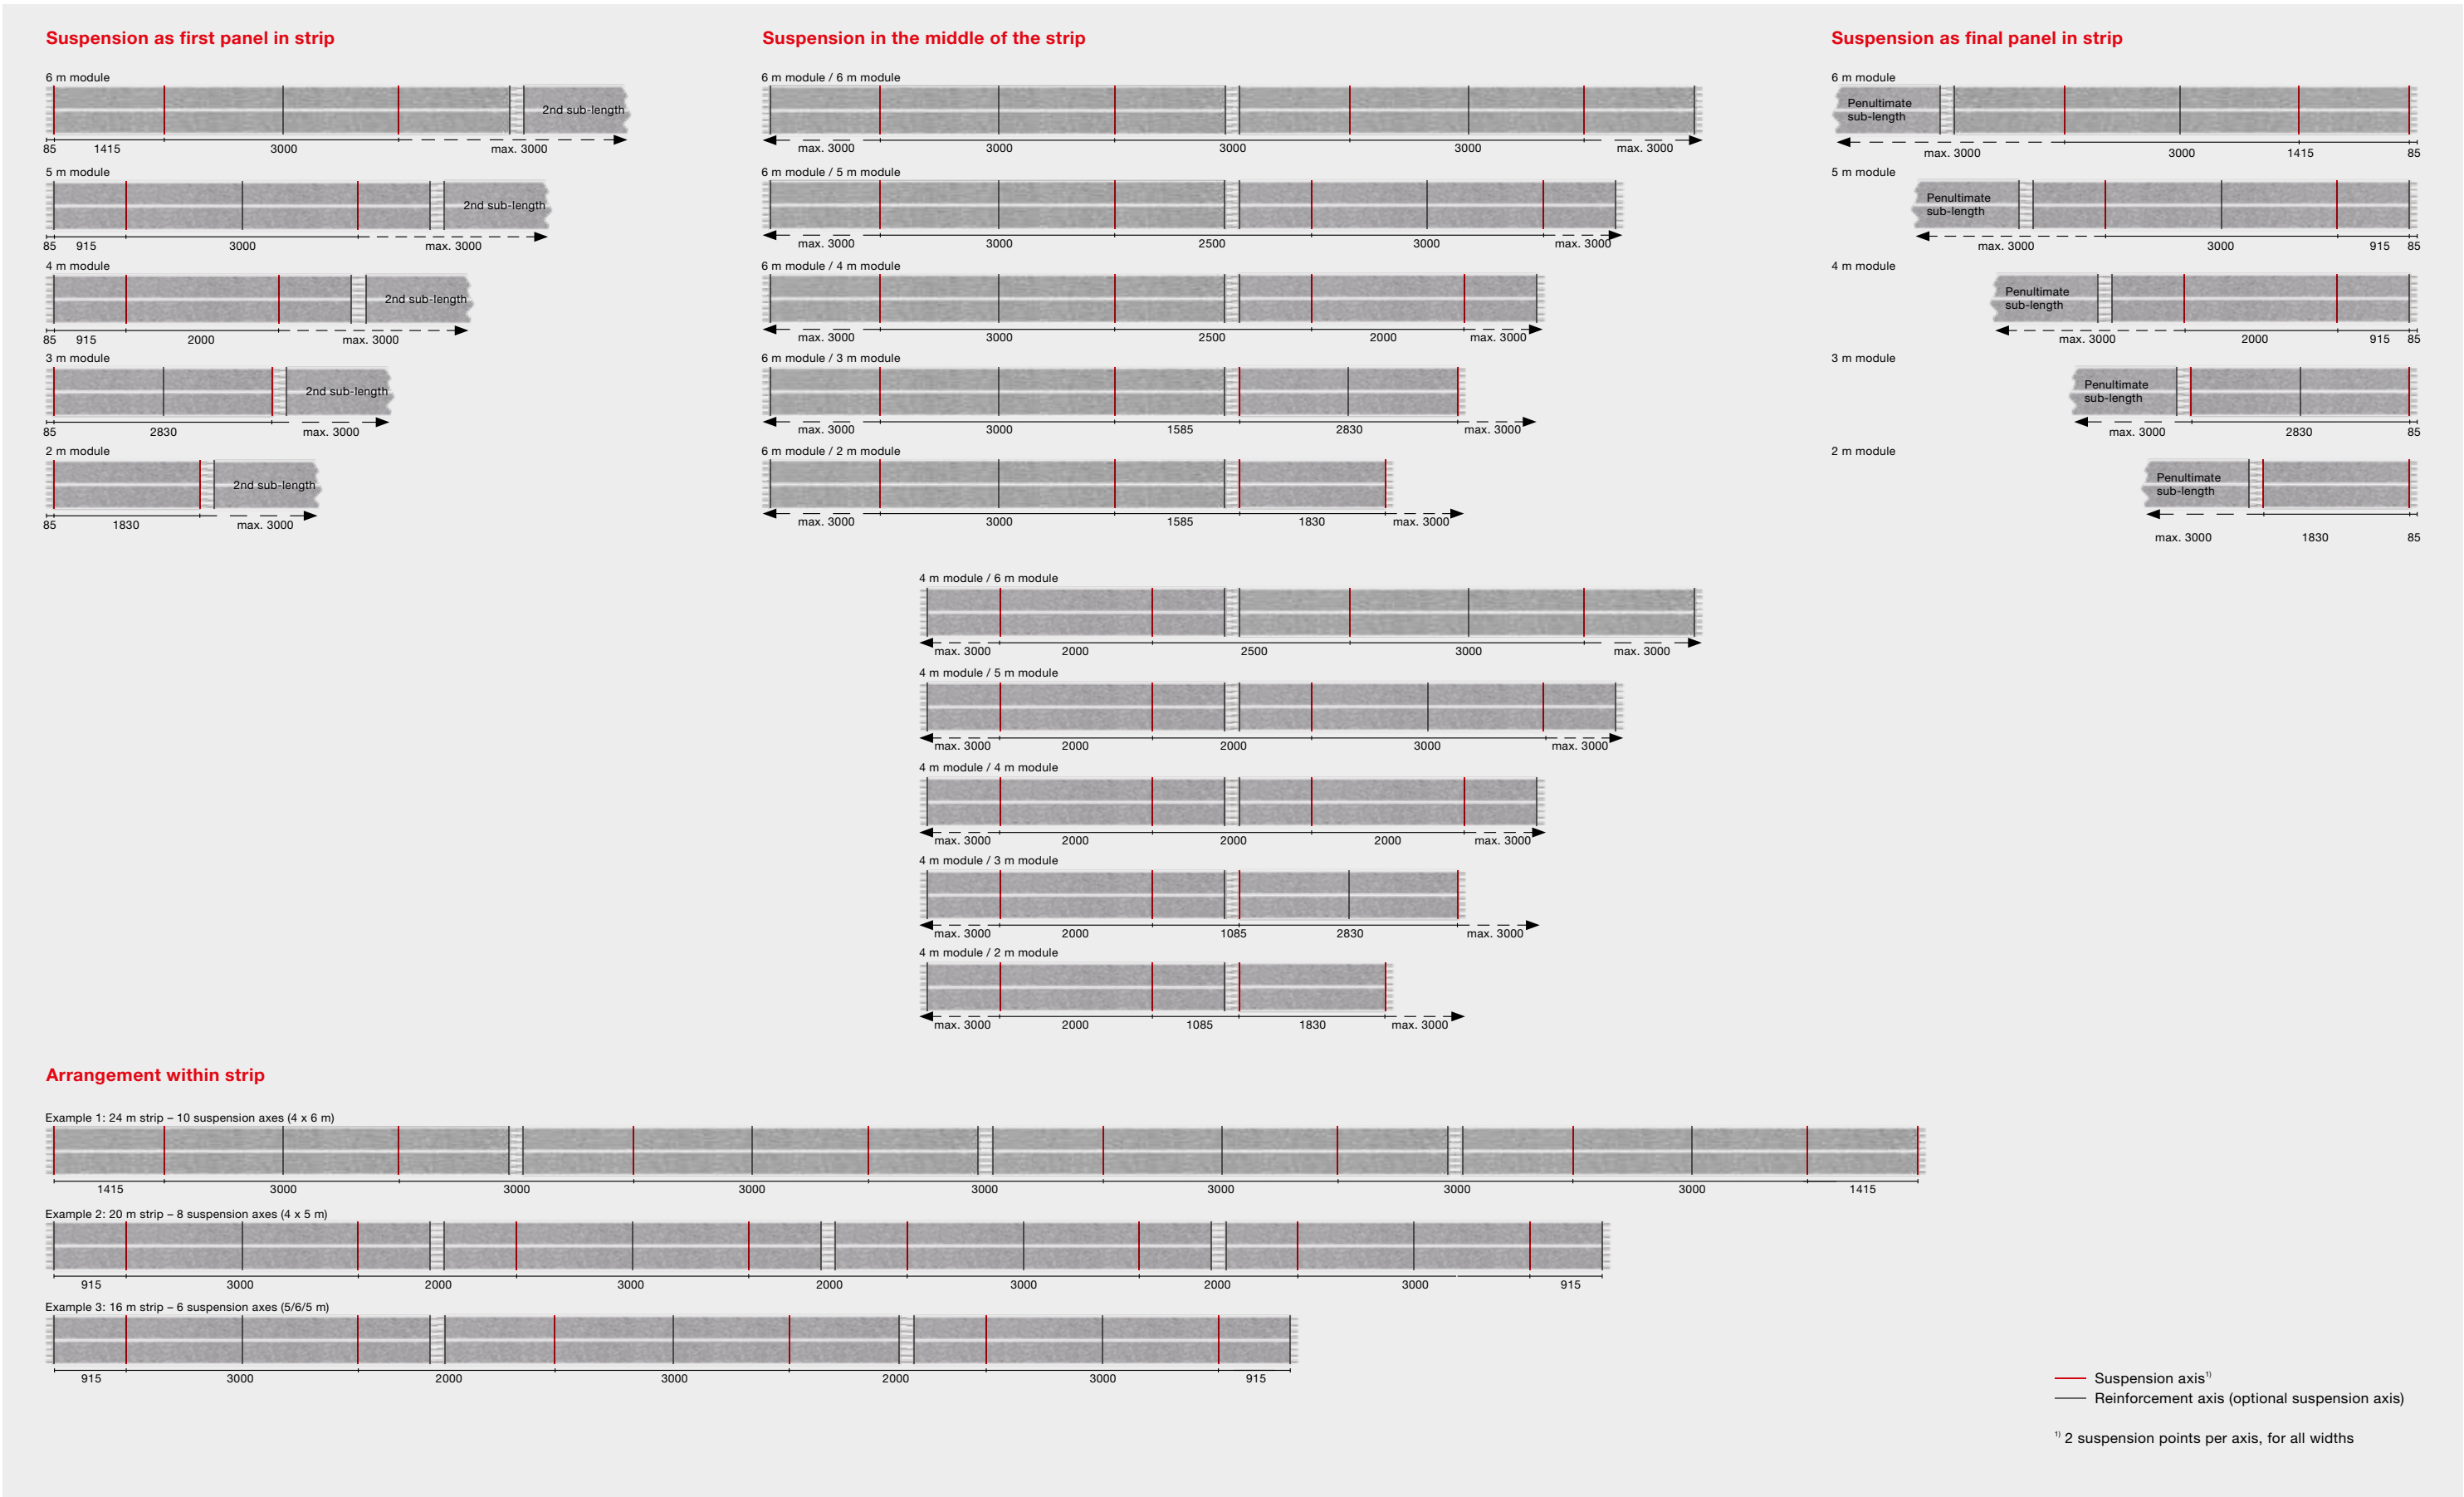 Suspension as first panel in strip
6 m module
2nd sub-length
85 1415 3000 max. 3000
5 m module
2nd sub-length
85 915 3000 max. 3000
4 m module
2nd sub-length
85 915 2000 max. 3000
3 m module
2nd sub-length
85 2830 max. 3000
2 m module
2nd sub-length
85 1830 max. 3000
Suspension in the middle of the strip
6 m module / 6 m module
max. 3000 3000 3000 3000 max. 3000
6 m module / 5 m module
max. 3000 3000 2500 3000 max. 3000
6 m module / 4 m module
max. 3000 3000 2500 2000 max. 3000
6 m module / 3 m module
max. 3000 3000 1585 2830 max. 3000
6 m module / 2 m module
max. 3000 3000 1585 1830 max. 3000
4 m module / 6 m module
max. 3000 2000 2500 3000 max. 3000
4 m module / 5 m module
max. 3000 2000 2000 3000 max. 3000
4 m module / 4 m module
max. 3000 2000 2000 2000 max. 3000
4 m module / 3 m module
max. 3000 2000 1085 2830 max. 3000
4 m module / 2 m module
max. 3000 2000 1085 1830 max. 3000
Suspension as final panel in strip
6 m module
Penultimate
sub-length
max. 3000 3000 1415 85
5 m module
Penultimate
sub-length
max. 3000 3000 915 85
4 m module
Penultimate
sub-length
max. 3000 2000 915 85
3 m module
Penultimate
sub-length
max. 3000 2830 85
2 m module
Penultimate
sub-length
max. 3000 1830 85
Arrangement within strip
Example 1: 24 m strip – 10 suspension axes (4 x 6 m)
1415 3000 3000 3000 3000 3000 3000 3000 1415
Example 2: 20 m strip – 8 suspension axes (4 x 5 m)
915 3000 2000 3000 2000 3000 2000 3000 915
Example 3: 16 m strip – 6 suspension axes (5/6/5 m)
915 3000 2000 3000 2000 3000 915
Suspension axis¹⁾
Reinforcement axis (optional suspension axis)
¹⁾ 2 suspension points per axis, for all widths